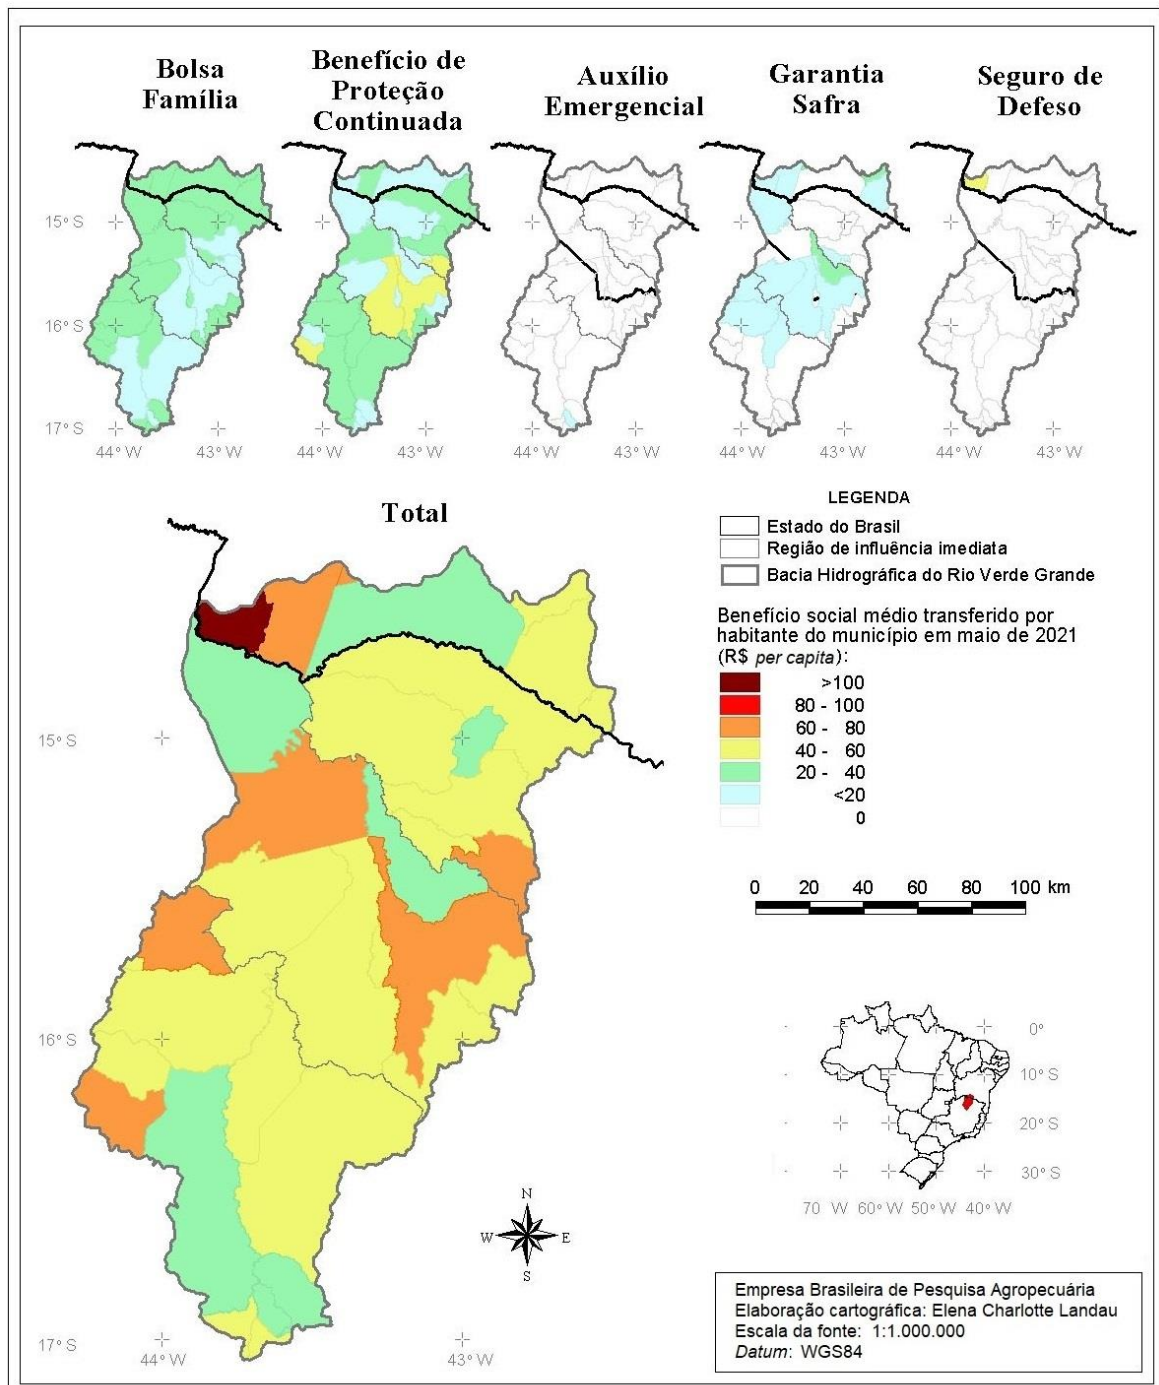 Bolsa
Família
Benefício de
Proteção
Continuada
Auxílio
Emergencial
Garantia
Safra
Seguro de
Defeso
15° S
16° S
17° S
44° W
43° W
44° W
43° W
44° W
43° W
44° W
43° W
44° W
43° W
Total
LEGENDA
Estado do Brasil
Região de influência imediata
Bacia Hidrográfica do Rio Verde Grande
Benefício social médio transferido por
habitante do município em maio de 2021
(R$ per capita):
>100
80 - 100
60 - 80
40 - 60
20 - 40
<20
0
0 20 40 60 80 100 km
15° S
16° S
17° S
44° W
43° W
N
W E
S
0°
10° S
20° S
30° S
70 W 60° W 50° W 40° W
Empresa Brasileira de Pesquisa Agropecuária
Elaboração cartográfica: Elena Charlotte Landau
Escala da fonte: 1:1.000.000
Datum: WGS84